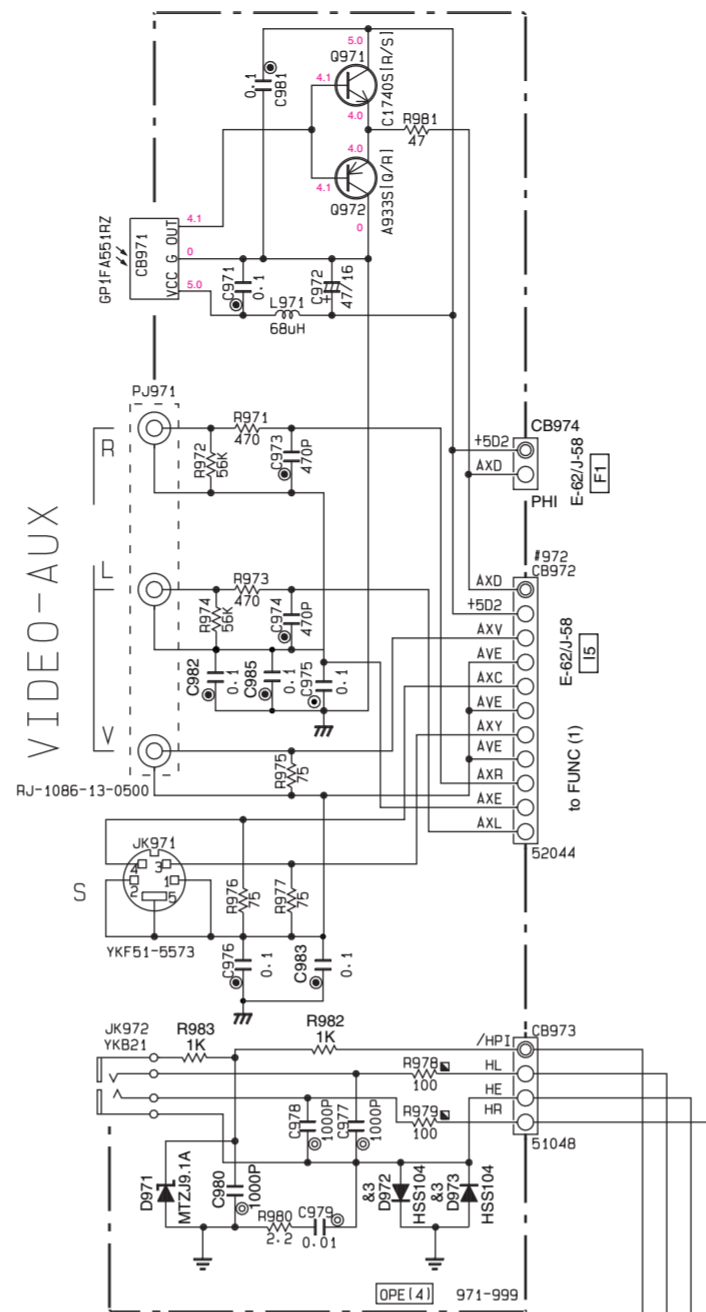 5.0
Q971
4.1
C1740S[R/S]
4.0
0.1
C981
R981
47
4.0
4.1
Q972
A933S[Q/R]
0
GP1FA551RZ
CB971
OUT
G
VCC
4.1
0
5.0
C971
0.1
C972
+
47/16
L971
68uH
PJ971
R
R971
470
R972
56K
C973
470P
CB974
+5D2
AXD
PHI
E-62/J-58
F1
VIDEO-AUX
L
R973
470
R974
56K
C974
470P
C982
0.1
C985
0.1
C975
0.1
#972
CB972
AXD
+5D2
AXV
AVE
AXC
AVE
AXY
AVE
AXR
AXE
AXL
52044
E-62/J-58
I5
to FUNC (1)
V
R975
75
RJ-1086-13-0500
JK971
4
3
2
1
5
S
YKF51-5573
R976
75
R977
75
C976
0.1
C983
0.1
JK972
YKB21
R983
1K
R982
1K
/HPI
CB973
HL
HE
HR
51048
R978
100
R979
100
C978
1000P
C977
1000P
D971
MTZJ9.1A
C980
1000P
R980
2.2
C979
0.01
&3
D972
HSS104
&3
D973
HSS104
OPE(4)
971-999